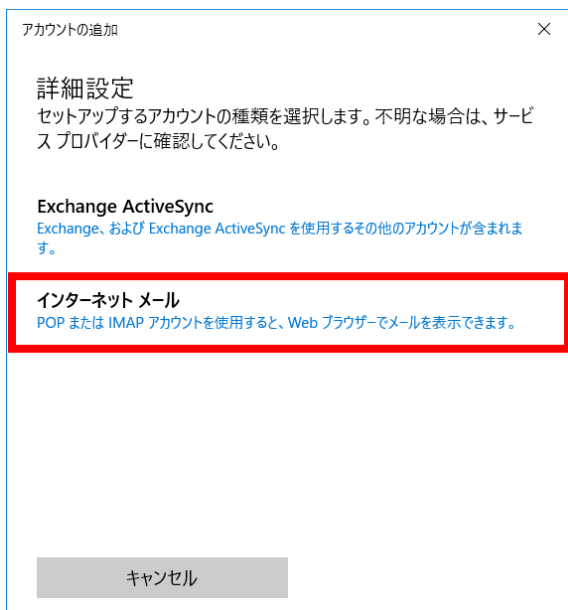 アカウントの追加
詳細設定
セットアップするアカウントの種類を選択します。不明な場合は、サービ
ス プロバイダーに確認してください。
Exchange ActiveSync
Exchange、および Exchange ActiveSync を使用するその他のアカウントが含まれま
す。
インターネット メール
POP または IMAP アカウントを使用すると、Web ブラウザーでメールを表示できます。
キャンセル